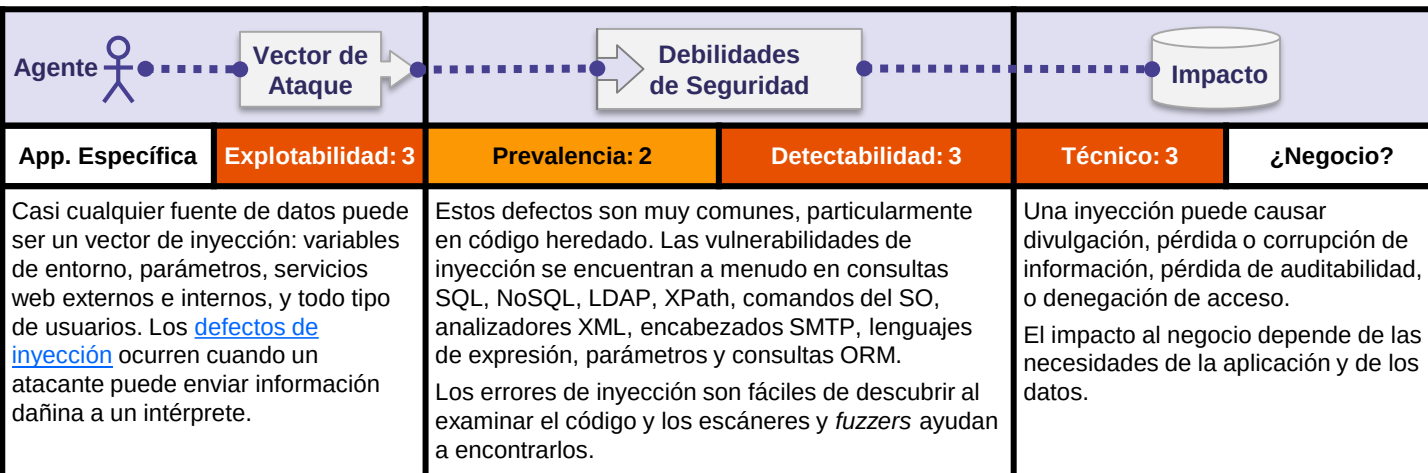 Agente
Vector de
Ataque
Debilidades
de Seguridad
Impacto
App. Específica
Explotabilidad: 3
Prevalencia: 2
Detectabilidad: 3
Técnico: 3
¿Negocio?
Casi cualquier fuente de datos puede
ser un vector de inyección: variables
de entorno, parámetros, servicios
web externos e internos, y todo tipo
de usuarios. Los defectos de
inyección ocurren cuando un
atacante puede enviar información
dañina a un intérprete.
Estos defectos son muy comunes, particularmente
en código heredado. Las vulnerabilidades de
inyección se encuentran a menudo en consultas
SQL, NoSQL, LDAP, XPath, comandos del SO,
analizadores XML, encabezados SMTP, lenguajes
de expresión, parámetros y consultas ORM.
Los errores de inyección son fáciles de descubrir al
examinar el código y los escáneres y fuzzers ayudan
a encontrarlos.
Una inyección puede causar
divulgación, pérdida o corrupción de
información, pérdida de auditabilidad,
o denegación de acceso.
El impacto al negocio depende de las
necesidades de la aplicación y de los
datos.